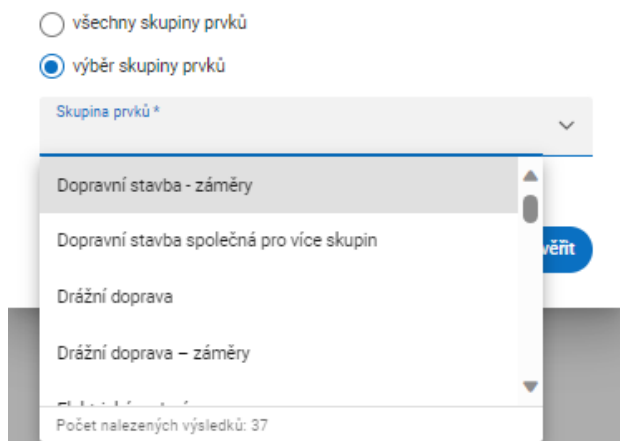 všechny skupiny prvků
výběr skupiny prvků
Skupina prvků *
Dopravní stavba - záměry
Dopravní stavba společná pro více skupin
věřit
Drážní doprava
Drážní doprava – záměry
Počet nalezených výsledků: 37